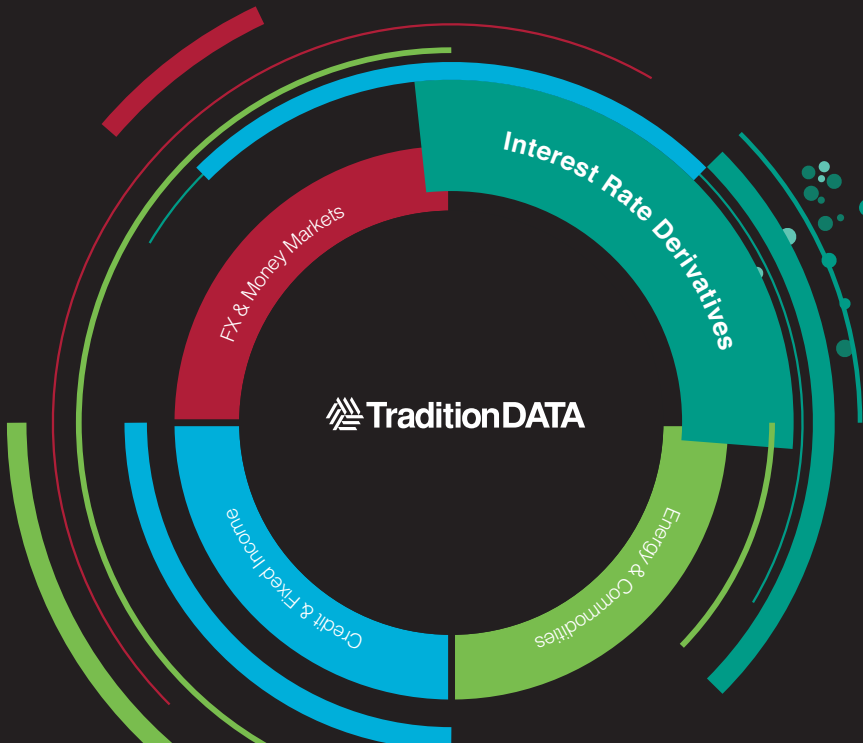 Interest Rate Derivatives
FX & Money Markets
TraditionDATA
Credit & Fixed Income
Energy & Commodities